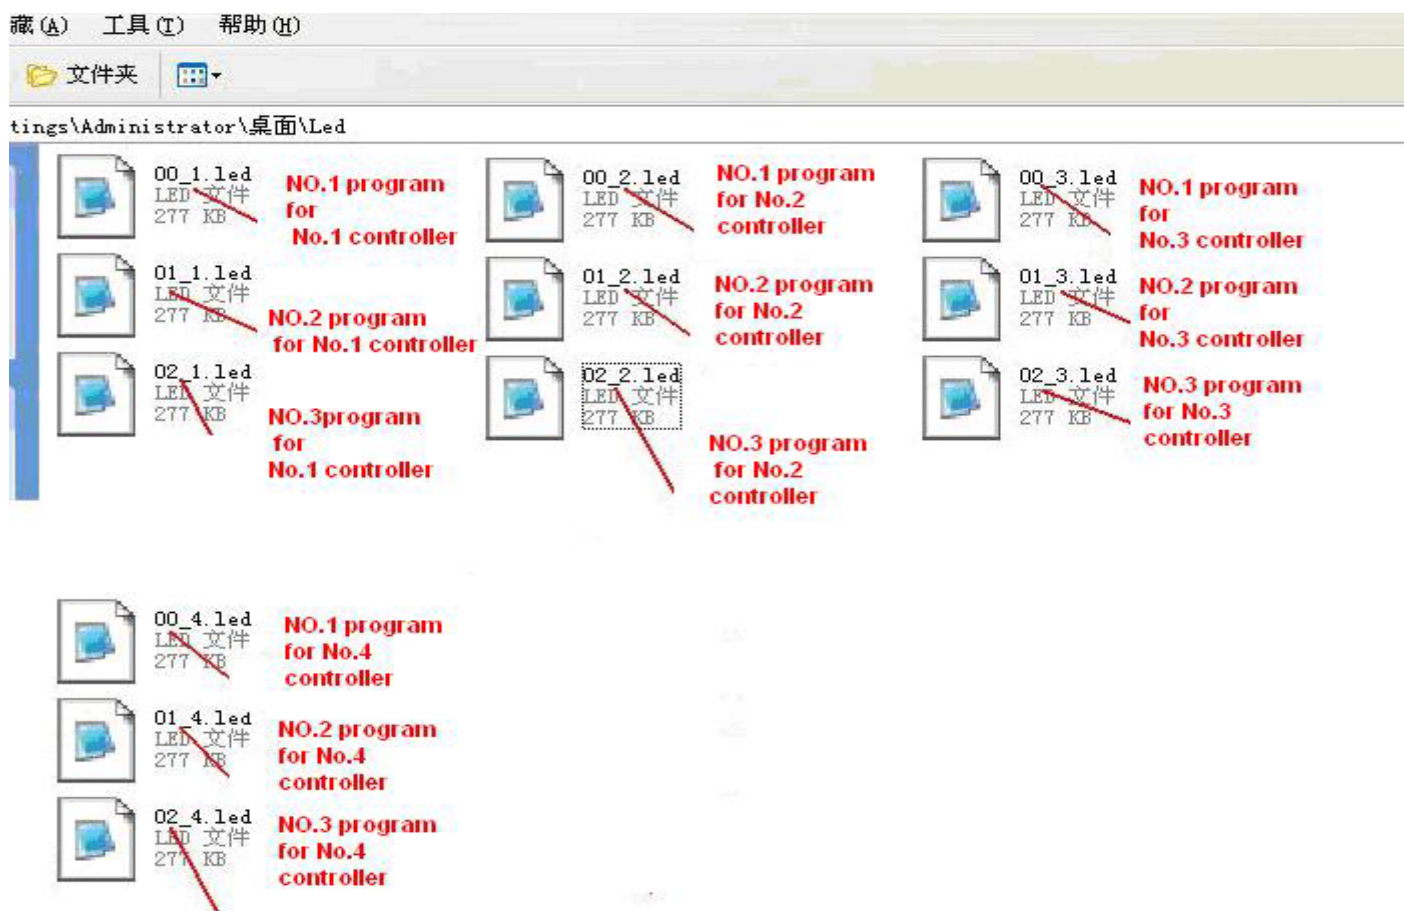 藏(A) 工具(T) 帮助(H)
文件夹
tings\Administrator\桌面\Led
00_1.led
LED 文件
277 KB
NO.1 program
for
No.1 controller
00_2.led
LED 文件
277 KB
NO.1 program
for No.2
controller
00_3.led
LED 文件
277 KB
NO.1 program
for
No.3 controller
01_1.led
LED 文件
277 KB
NO.2 program
for No.1 controller
01_2.led
LED 文件
277 KB
NO.2 program
for No.2
controller
01_3.led
LED 文件
277 KB
NO.2 program
for
No.3 controller
02_1.led
LED 文件
277 KB
NO.3program
for
No.1 controller
02_2.led
LED 文件
277 KB
NO.3 program
for No.2
controller
02_3.led
LED 文件
277 KB
NO.3 program
for No.3
controller
00_4.led
LED 文件
277 KB
NO.1 program
for No.4
controller
01_4.led
LED 文件
277 KB
NO.2 program
for No.4
controller
02_4.led
LED 文件
277 KB
NO.3 program
for No.4
controller